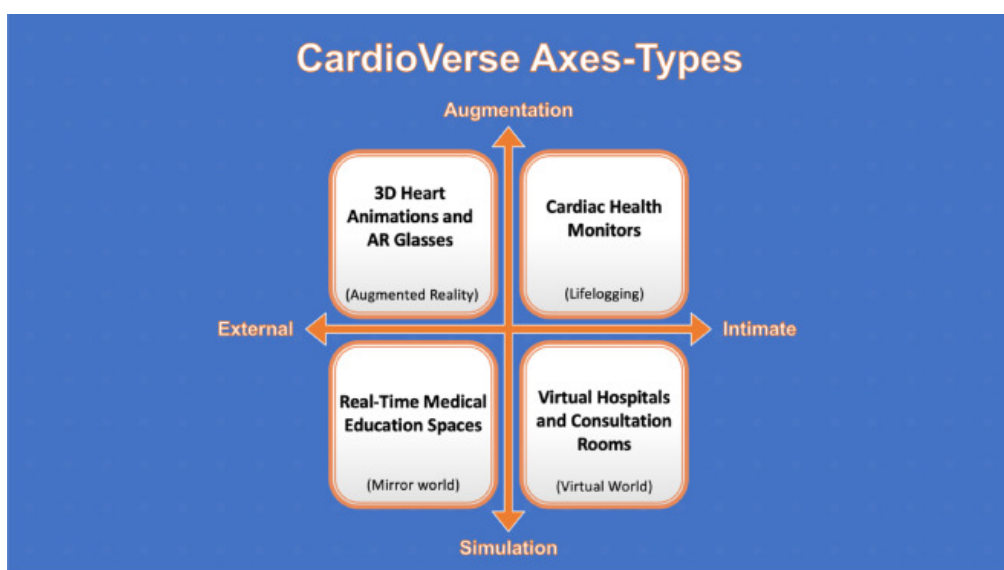 CardioVerse Axes-Types
Augmentation
3D Heart
Animations and
AR Glasses
(Augmented Reality)
Cardiac Health
Monitors
(Lifelogging)
External
Intimate
Real-Time Medical
Education Spaces
(Mirror world)
Virtual Hospitals
and Consultation
Rooms
(Virtual World)
Simulation